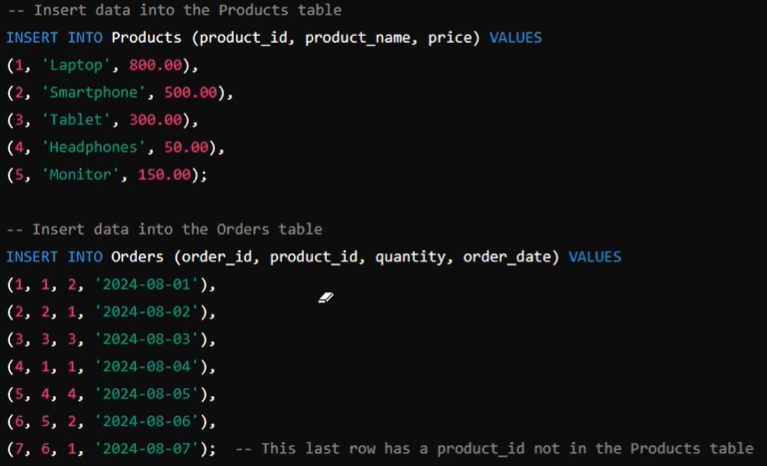 -- Insert data into the Products table
INSERT INTO Products (product_id, product_name, price) VALUES
(1, 'Laptop', 800.00),
(2, 'Smartphone', 500.00),
(3, 'Tablet', 300.00),
(4, 'Headphones', 50.00),
(5, 'Monitor', 150.00);
-- Insert data into the Orders table
INSERT INTO Orders (order_id, product_id, quantity, order_date) VALUES
(1, 1, 2, '2024-08-01'),
(2, 2, 1, '2024-08-02'),
(3, 3, 3, '2024-08-03'),
(4, 1, 1, '2024-08-04'),
(5, 4, 4, '2024-08-05'),
(6, 5, 2, '2024-08-06'),
(7, 6, 1, '2024-08-07');  -- This last row has a product_id not in the Products table